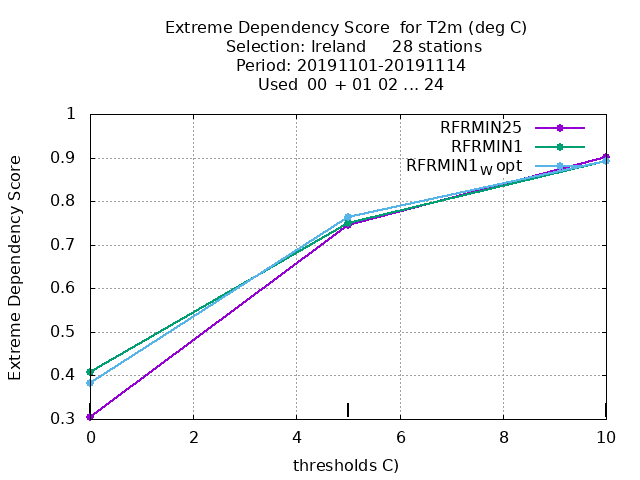 Extreme Dependency Score  for T2m (deg C)
Selection: Ireland     28 stations
Period: 20191101-20191114
Used  00 + 01 02 ... 24
Extreme Dependency Score
1
0.9
0.8
0.7
0.6
0.5
0.4
0.3
RFRMIN25
RFRMIN1
RFRMIN1W opt
0 2 4 6 8 10
thresholds C)